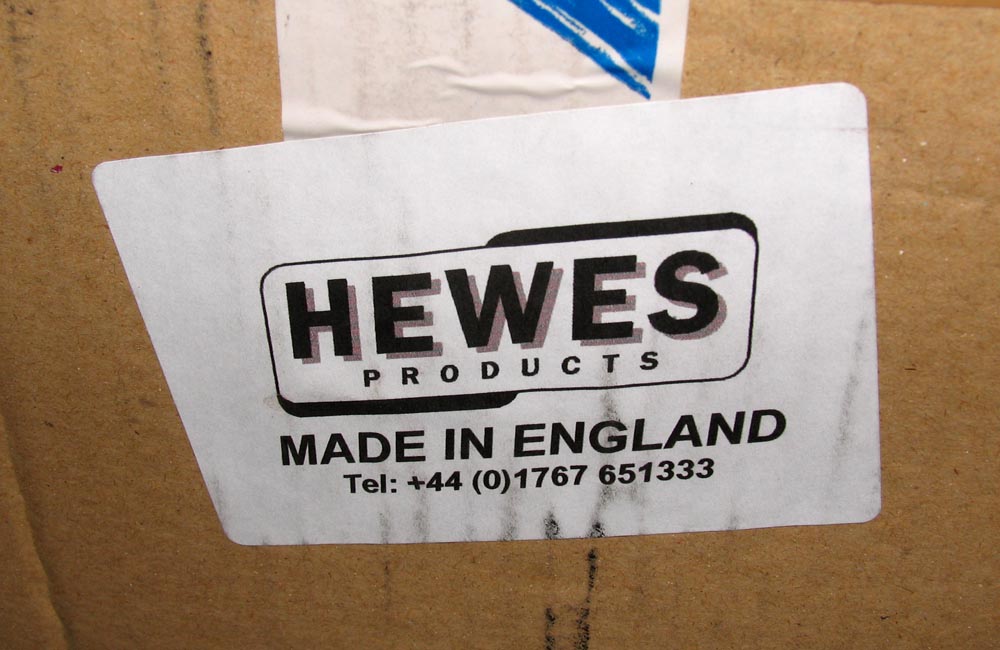 HEWES
PRODUCTS
MADE IN ENGLAND
Tel: +44 (0)1767 651333